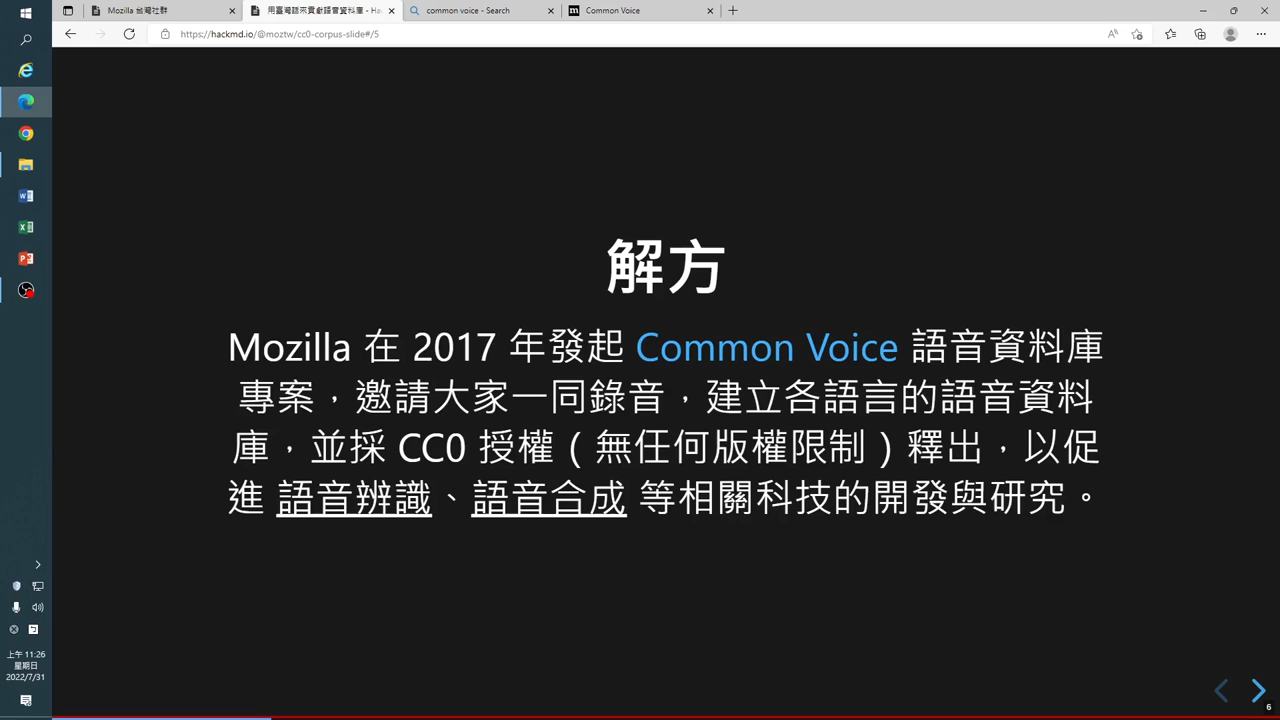 Mozilla 台灣社群
用臺灣語來貢獻語音資料庫 - Ha
common voice - Search
Common Voice
https://hackmd.io/@moztw/cc0-corpus-slide#/5
解方
Mozilla 在 2017 年發起 Common Voice 語音資料庫
專案，邀請大家一同錄音，建立各語言的語音資料
庫，並採 CC0 授權（無任何版權限制）釋出，以促
進 語音辨識、語音合成 等相關科技的開發與研究。
上午 11:26
星期日
2022/7/31
6